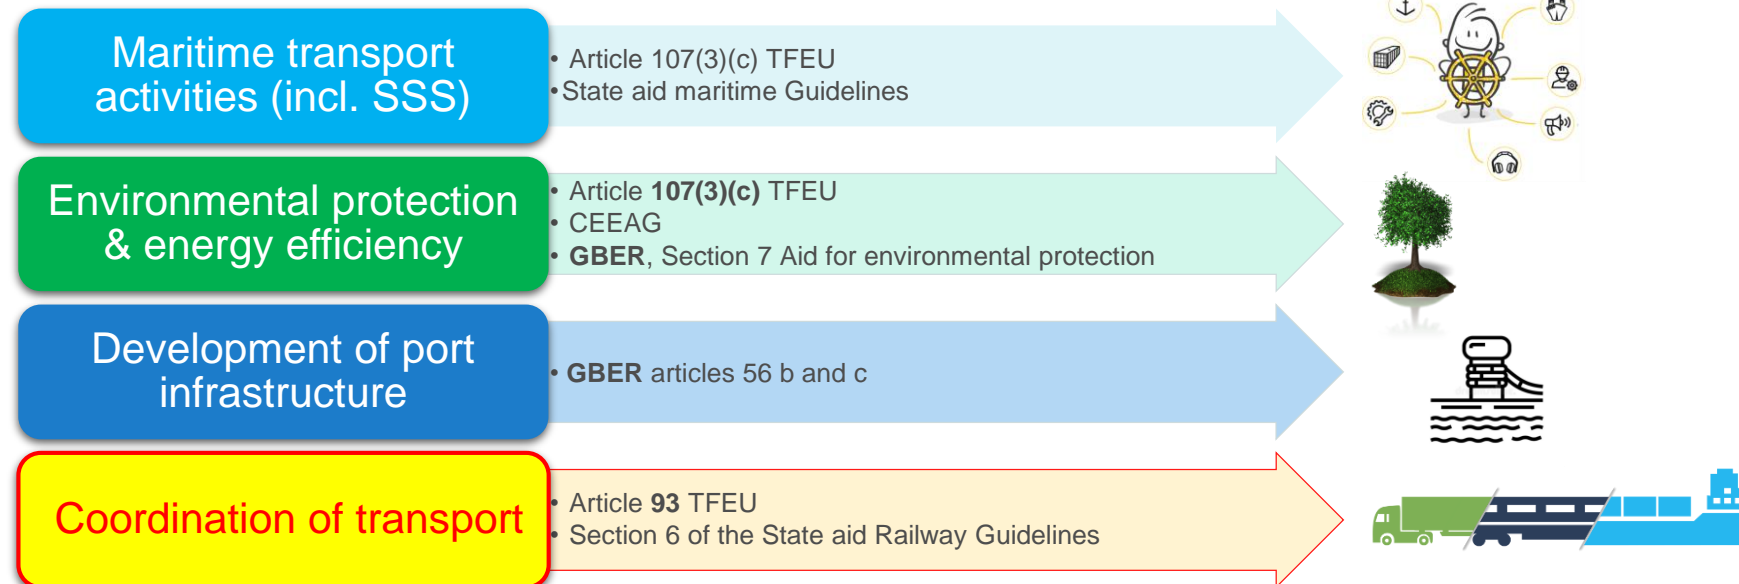 Maritime transport
activities (incl. SSS)
• Article 107(3)(c) TFEU
• State aid maritime Guidelines
Environmental protection
& energy efficiency
• Article 107(3)(c) TFEU
• CEEAG
• GBER, Section 7 Aid for environmental protection
Development of port
infrastructure
• GBER articles 56 b and c
Coordination of transport
• Article 93 TFEU
• Section 6 of the State aid Railway Guidelines